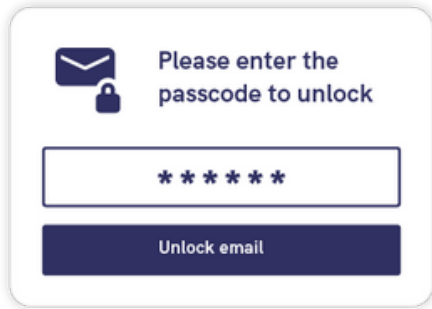 Please enter the
passcode to unlock
******
Unlock email